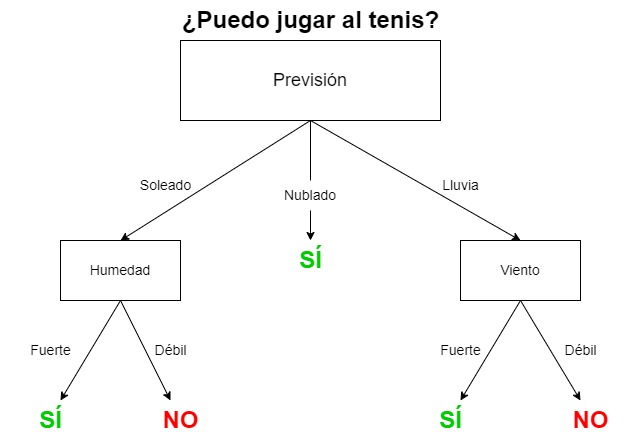 ¿Puedo jugar al tenis?
Previsión
Soleado
Nublado
Lluvia
Humedad
SÍ
Viento
Fuerte
Débil
Fuerte
Débil
SÍ
NO
SÍ
NO